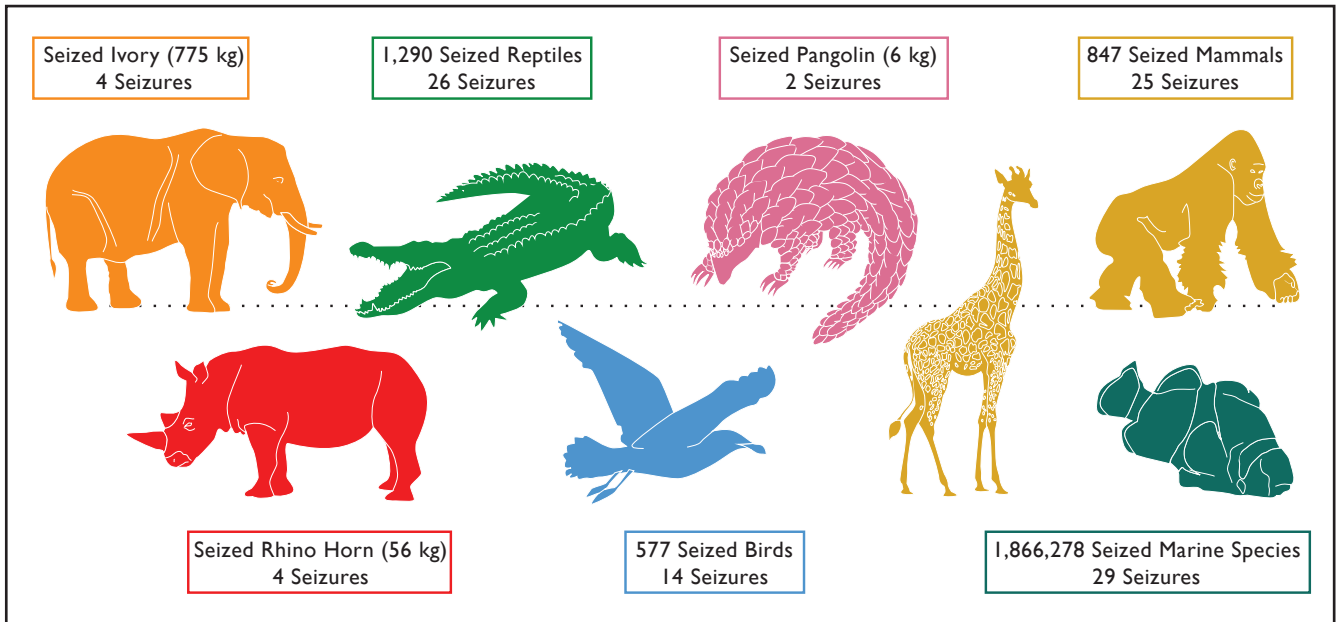 Seized Ivory (775 kg)
4 Seizures
1,290 Seized Reptiles
26 Seizures
Seized Pangolin (6 kg)
2 Seizures
847 Seized Mammals
25 Seizures
Seized Rhino Horn (56 kg)
4 Seizures
577 Seized Birds
14 Seizures
1,866,278 Seized Marine Species
29 Seizures